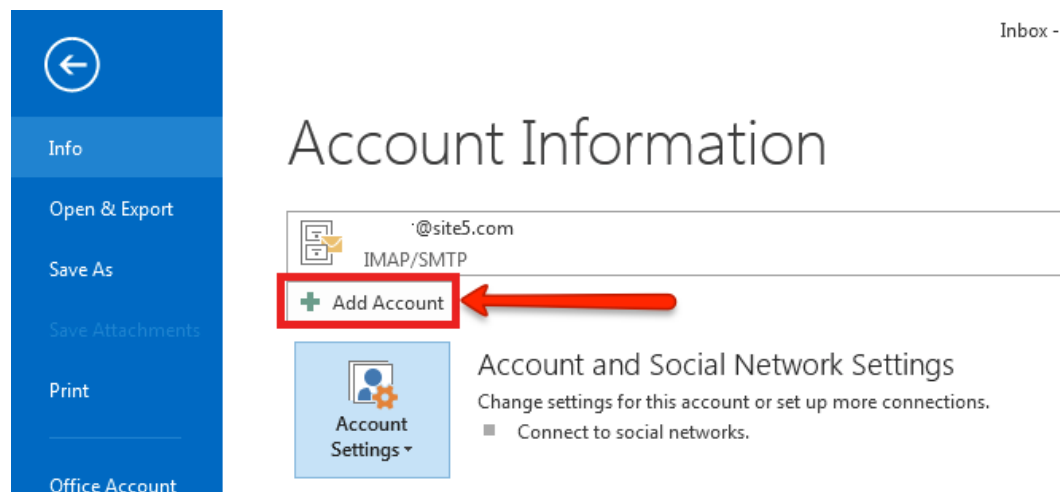 Inbox -
Info
Open & Export
Save As
Save Attachments
Print
Office Account
Account Information
@site5.com
IMAP/SMTP
Add Account
Account
Settings
Account and Social Network Settings
Change settings for this account or set up more connections.
Connect to social networks.